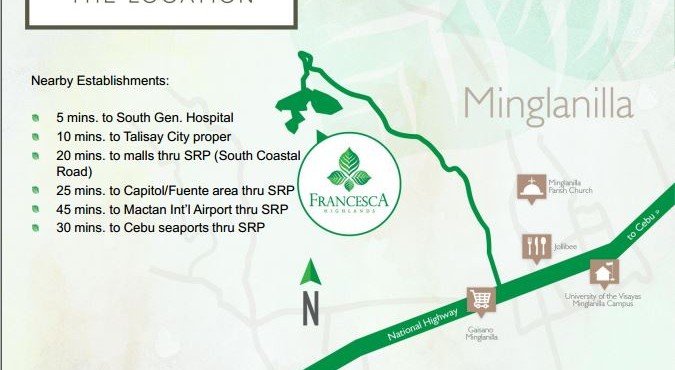 THE LOCATION
Nearby Establishments:
5 mins. to South Gen. Hospital
10 mins. to Talisay City proper
20 mins. to malls thru SRP (South Coastal
Road)
25 mins. to Capitol/Fuente area thru SRP
45 mins. to Mactan Int'l Airport thru SRP
30 mins. to Cebu seaports thru SRP
FRANCESCA
HIGHLANDS
N
Minglanilla
Minglanilla
Parish Church
Jollibee
to Cebu »
University of the Visayas
Minglanilla Campus
National Highway
Gaisano
Minglanilla